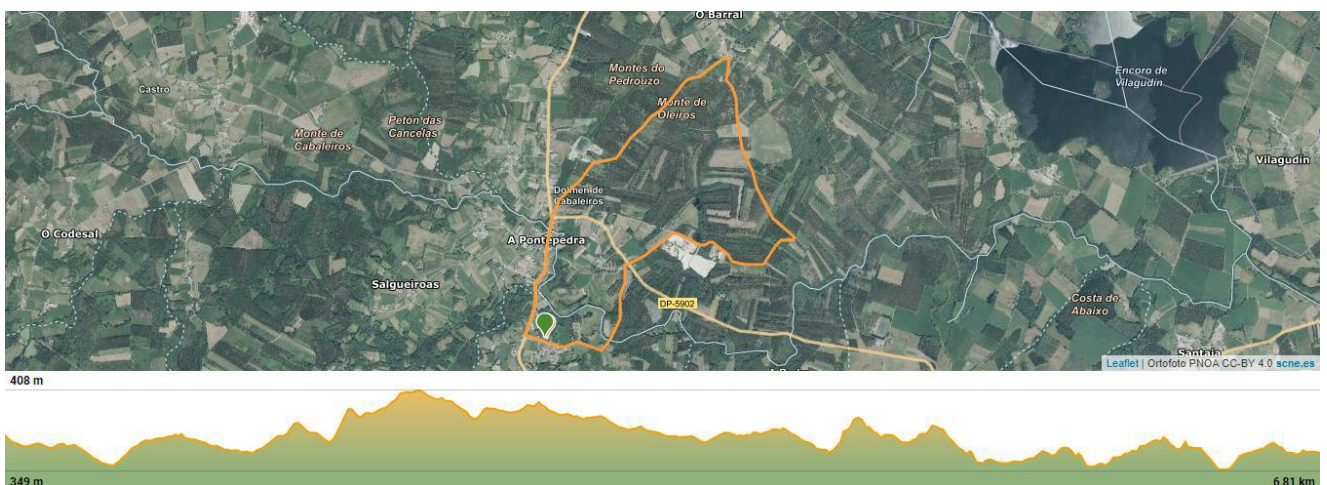 O Barral
Montes do
Pedrouzo
Encoro de
Vilagudín
Castro
Monte de
Oleiros
Petón das
Cancelas
Monte de
Cabaleiros
Vilagudín
Dolmen de
Cabaleiros
O Codesal
A Pontepedra
Salgueiroas
DP-5902
Costa de
Abaixo
Santaia
Leaflet | Ortofoto PNOA CC-BY 4.0 scne.es
408 m
349 m
6.81 km